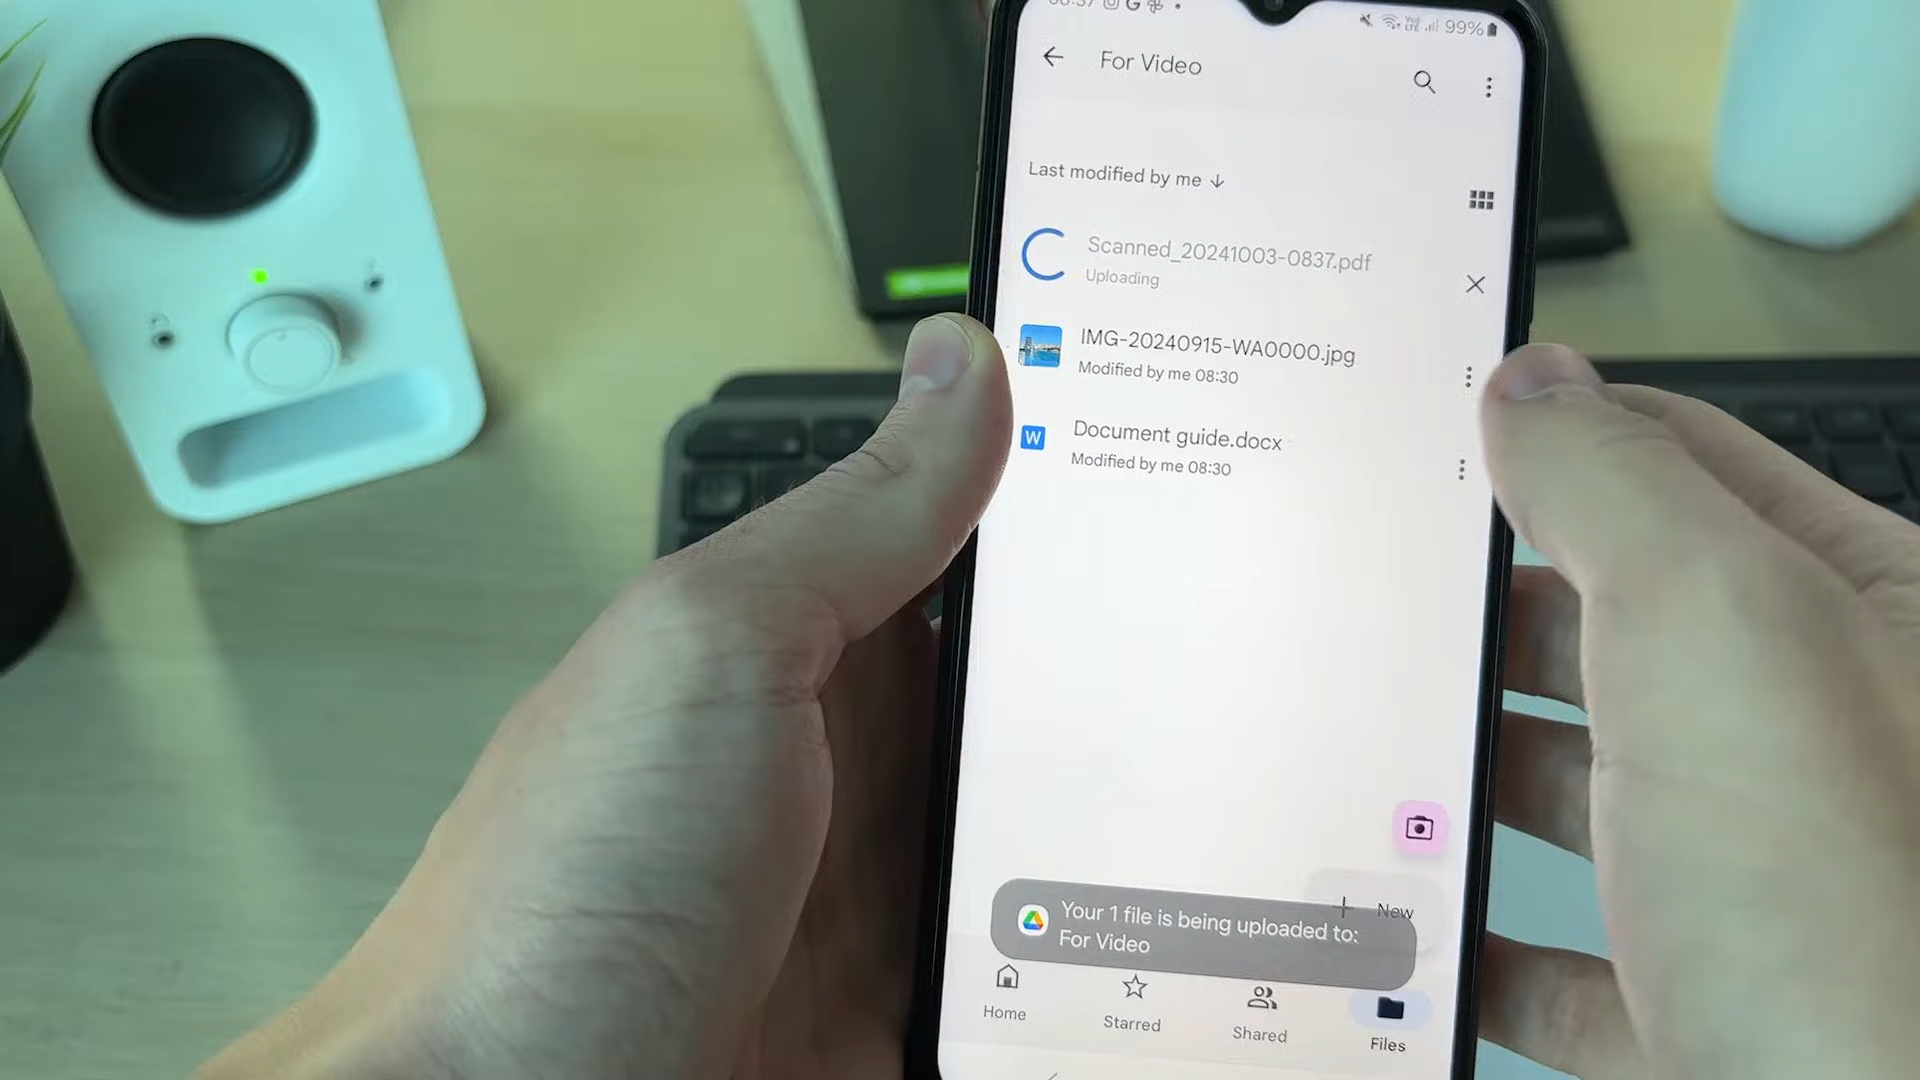 08:37
99%
For Video
Last modified by me
Scanned_20241003-0837.pdf
Uploading
IMG-20240915-WA0000.jpg
Modified by me 08:30
W
Document guide.docx
Modified by me 08:30
New
Your 1 file is being uploaded to:
For Video
Home
Starred
Shared
Files